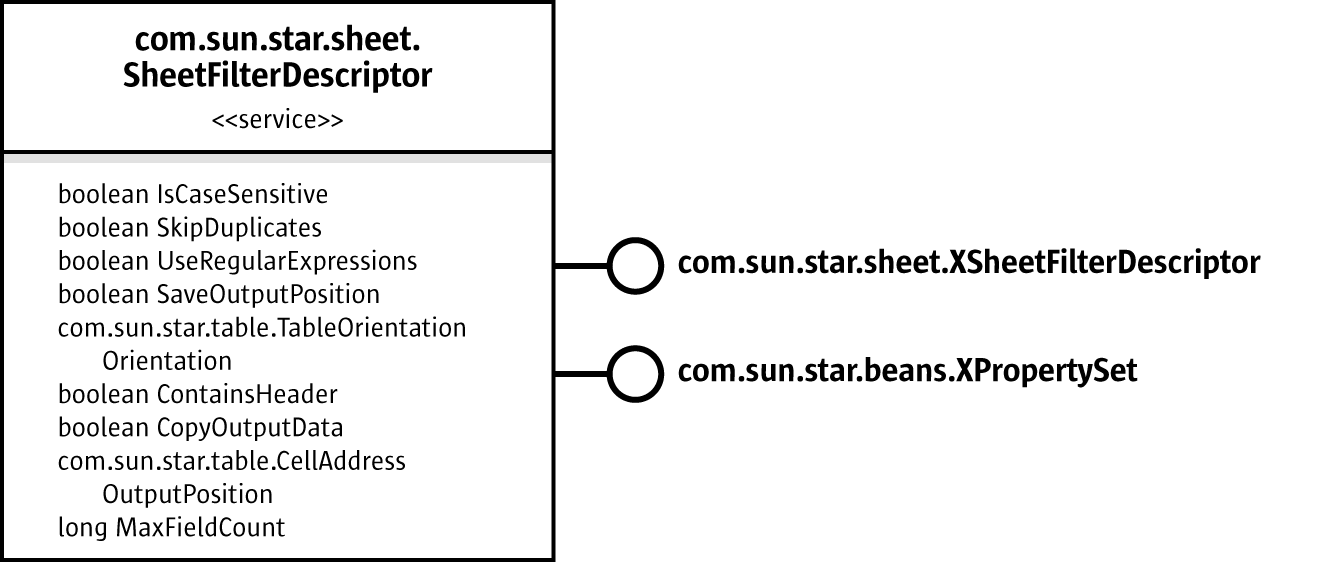 com.sun.star.sheet.
SheetFilterDescriptor
<<service>>
boolean IsCaseSensitive
boolean SkipDuplicates
boolean UseRegularExpressions
boolean SaveOutputPosition
com.sun.star.table.TableOrientation
Orientation
boolean ContainsHeader
boolean CopyOutputData
com.sun.star.table.CellAddress
OutputPosition
long MaxFieldCount
com.sun.star.sheet.XSheetFilterDescriptor
com.sun.star.beans.XPropertySet